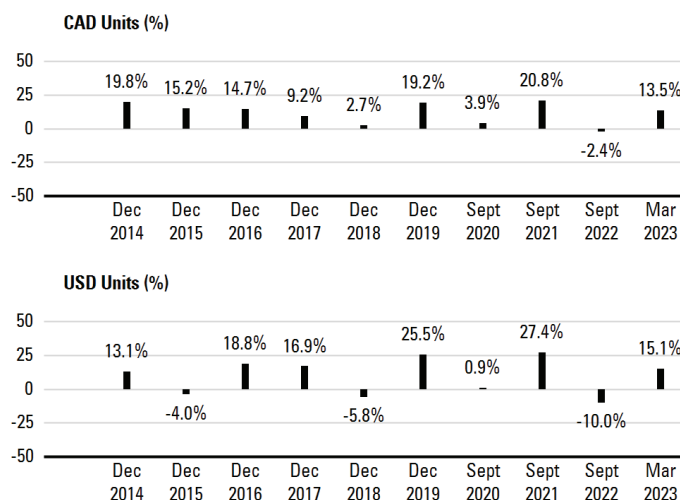 CAD Units (%)
50
19.8% 15.2% 14.7% 9.2% 2.7% 19.2% 3.9% 20.8% 13.5%
25
0
-2.4%
-25
-50
Dec Dec Dec Dec Dec Dec Sept Sept Sept Mar
2014 2015 2016 2017 2018 2019 2020 2021 2022 2023
USD Units (%)
50
13.1% 18.8% 16.9% 25.5% 0.9% 27.4% 15.1%
25
0
-4.0% -5.8% -10.0%
-25
-50
Dec Dec Dec Dec Dec Dec Sept Sept Sept Mar
2014 2015 2016 2017 2018 2019 2020 2021 2022 2023